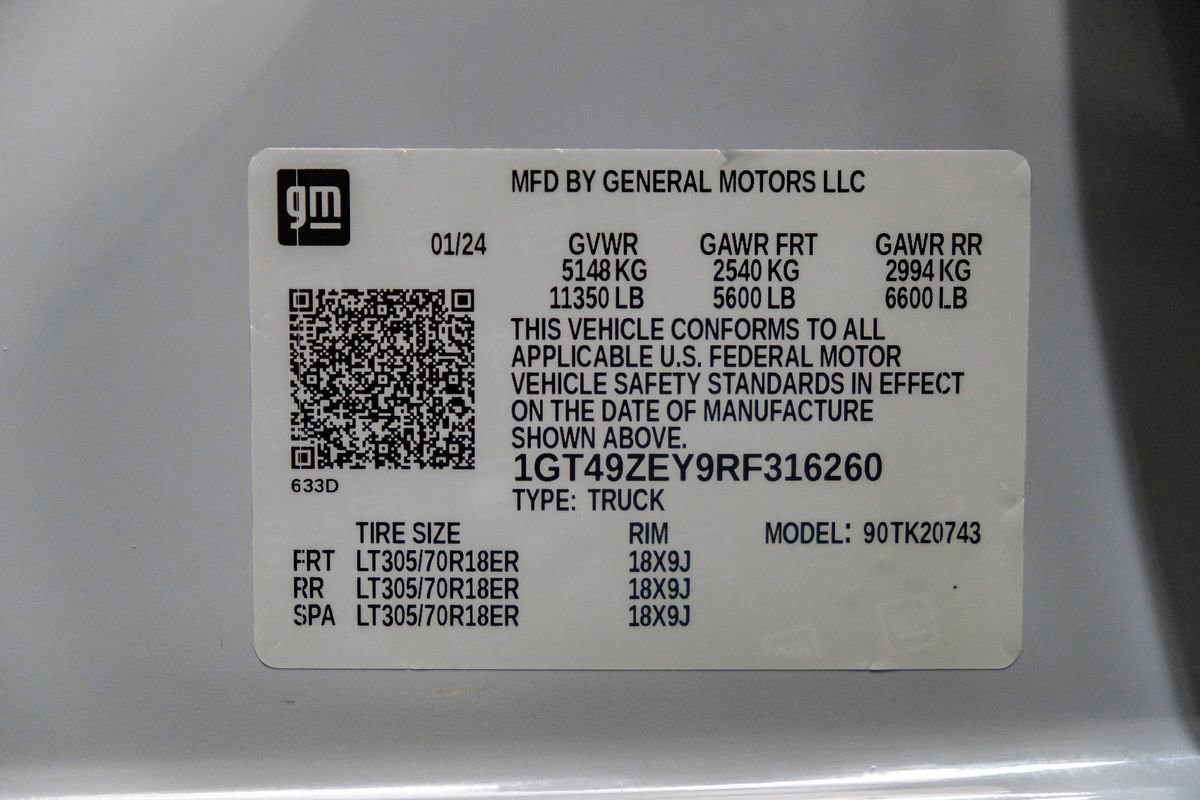 gm
MFD BY GENERAL MOTORS LLC
01/24 GVWR GAWR FRT GAWR RR
5148 KG 2540 KG 2994 KG
11350 LB 5600 LB 6600 LB
THIS VEHICLE CONFORMS TO ALL
APPLICABLE U.S. FEDERAL MOTOR
VEHICLE SAFETY STANDARDS IN EFFECT
ON THE DATE OF MANUFACTURE
SHOWN ABOVE.
1GT49ZEY9RF316260
633D
TYPE: TRUCK
TIRE SIZE RIM MODEL: 90TK20743
FRT LT305/70R18ER 18X9J
RR LT305/70R18ER 18X9J
SPA LT305/70R18ER 18X9J